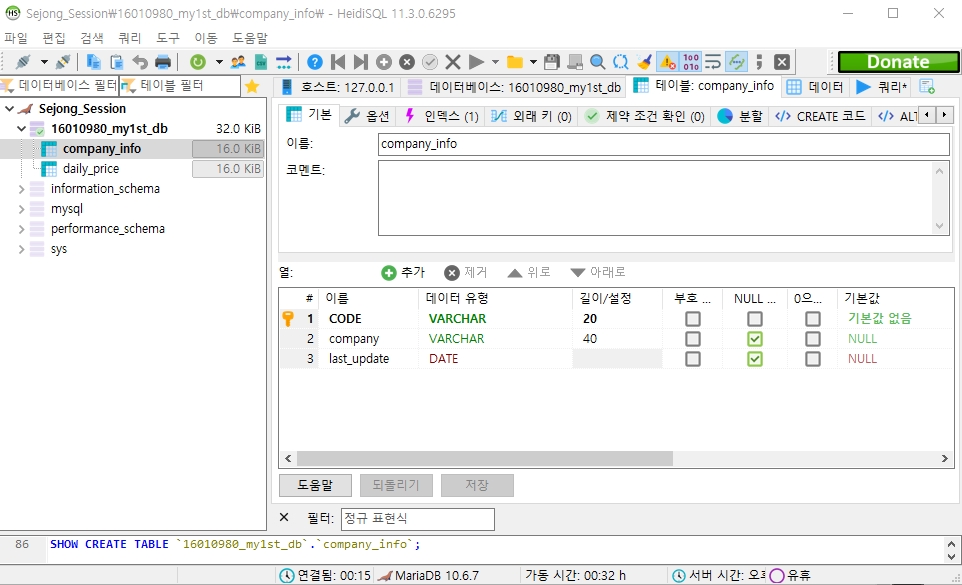 Sejong_Session₩16010980_my1st_db₩company_info₩ - HeidiSQL 11.3.0.6295
파일 편집 검색 쿼리 도구 이동 도움말
Donate
데이터베이스 필터 테이블 필터 호스트: 127.0.0.1 데이터베이스: 16010980_my1st_db 테이블: company_info 데이터 쿼리*
Sejong_Session
16010980_my1st_db 32.0 KiB
company_info 16.0 KiB
daily_price 16.0 KiB
information_schema
mysql
performance_schema
sys
기본 옵션 인덱스 (1) 외래 키 (0) 제약 조건 확인 (0) 분할 </> CREATE 코드 </> ALT
이름: company_info
코멘트:
열: 추가 제거 위로 아래로
# 이름 데이터 유형 길이/설정 부호 ... NULL ... 0으... 기본값
1 CODE VARCHAR 20 기본값 없음
2 company VARCHAR 40 NULL
3 last_update DATE NULL
도움말 되돌리기 저장
필터: 정규 표현식
86 SHOW CREATE TABLE `16010980_my1st_db`.`company_info`;
연결됨: 00:15 MariaDB 10.6.7 가동 시간: 00:32 h 서버 시간: 오후 유휴